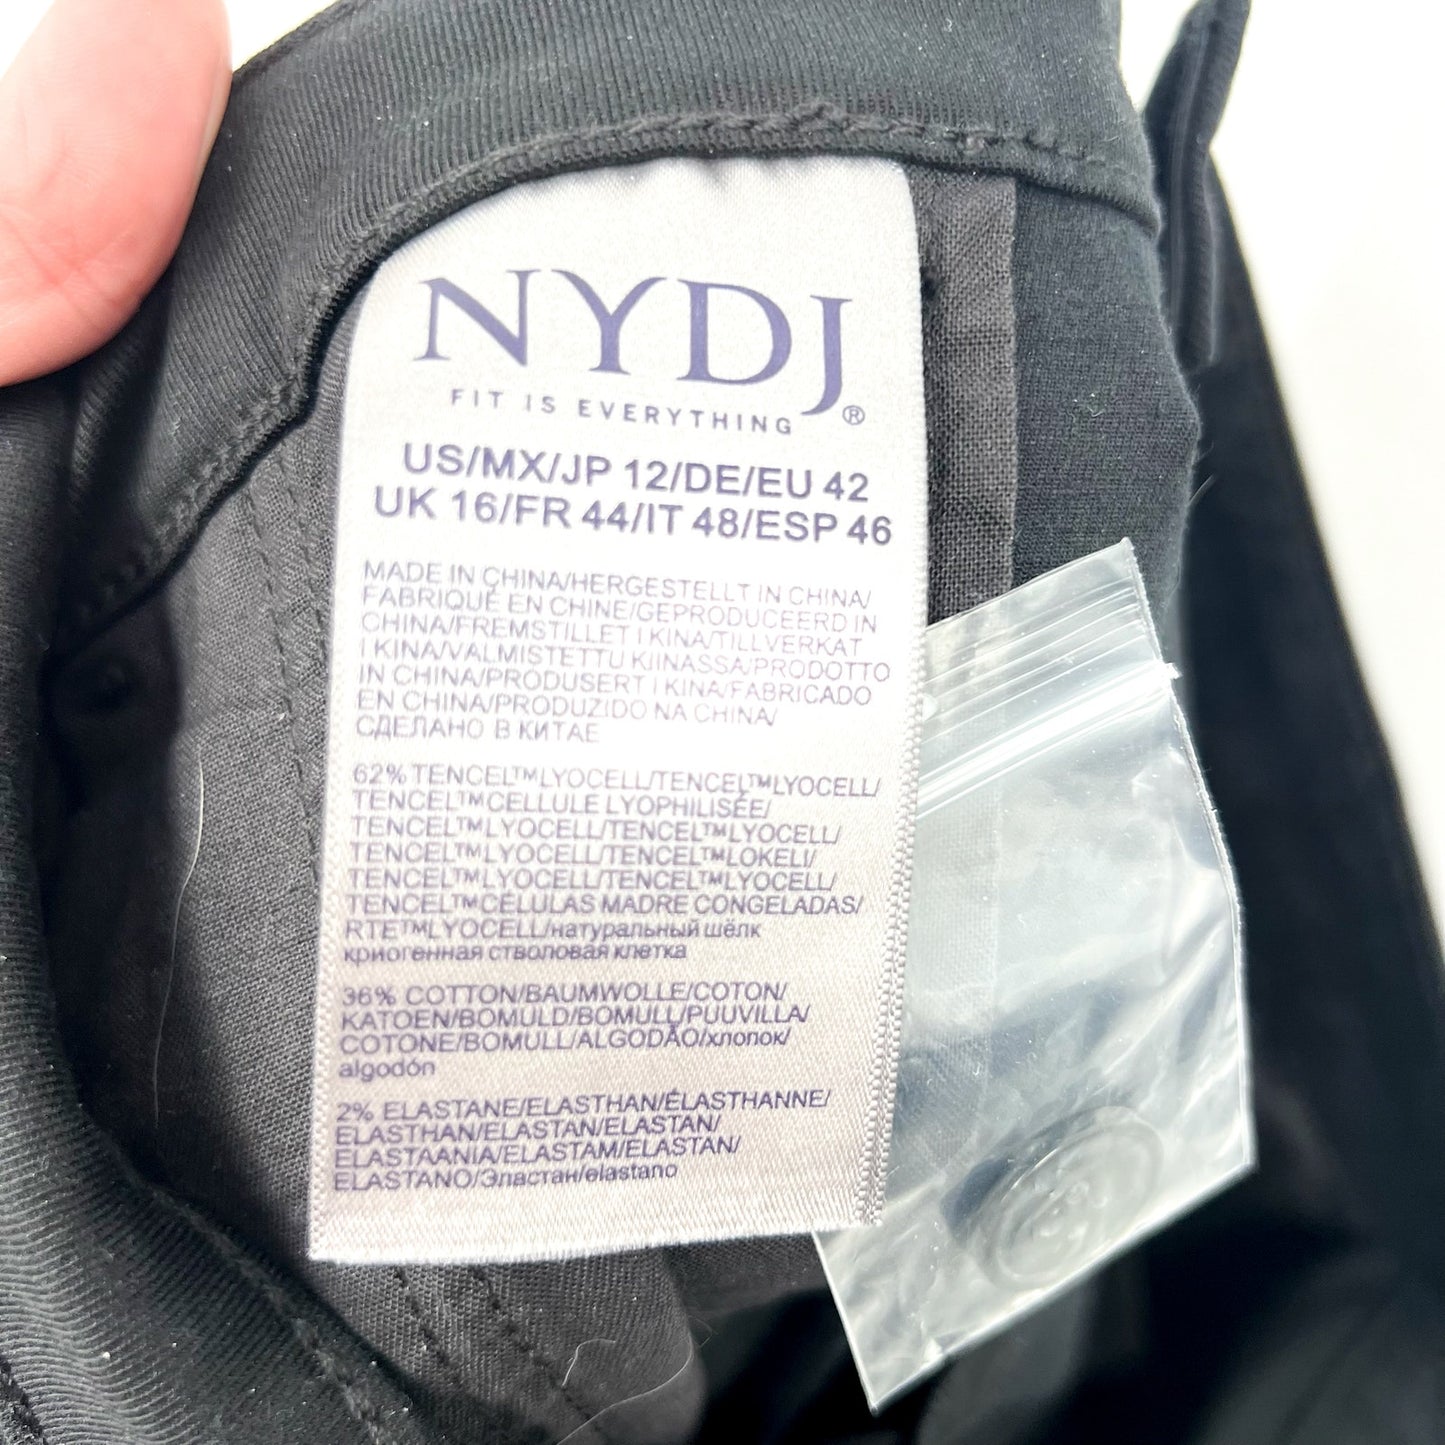 NYDJ®
FIT IS EVERYTHING
US/MX/JP 12/DE/EU 42
UK 16/FR 44/IT 48/ESP 46
MADE IN CHINA/HERGESTELLT IN CHINA/
FABRIQUÉ EN CHINE/GEPRODUCEERD IN
CHINA/FREMSTILLET I KINA/TILLVERKAT
I KINA/VALMISTETTU KIINASSA/PRODOTTO
IN CHINA/PRODUSERT I KINA/FABRICADO
EN CHINA/PRODUZIDO NA CHINA/
СДЕЛАНО В КИТАЕ
62% TENCEL™LYOCELL/TENCEL™LYOCELL/
TENCEL™CELLULE LYOPHILISÉE/
TENCEL™LYOCELL/TENCEL™LYOCELL/
TENCEL™LYOCELL/TENCEL™LOKELI/
TENCEL™LYOCELL/TENCEL™LYOCELL/
TENCEL™CÉLULAS MADRE CONGELADAS/
RTE™LYOCELL/натуральный шёлк
криогенная стволовая клетка
36% COTTON/BAUMWOLLE/COTON/
KATOEN/BOMULD/BOMULL/PUUVILLA/
COTONE/BOMULL/ALGODÃO/хлопок/
algodón
2% ELASTANE/ELASTHAN/ÉLASTHANNE/
ELASTHAN/ELASTAN/ELASTAN/
ELASTAANIA/ELASTAM/ELASTAN/
ELASTANO/Эластан/elastano